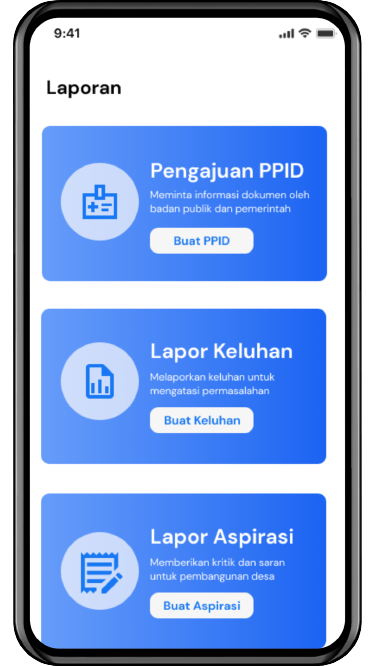 9:41
Laporan
Pengajuan PPID
Meminta informasi dokumen oleh
badan publik dan pemerintah
Buat PPID
Lapor Keluhan
Melaporkan keluhan untuk
mengatasi permasalahan
Buat Keluhan
Lapor Aspirasi
Memberikan kritik dan saran
untuk pembangunan desa
Buat Aspirasi